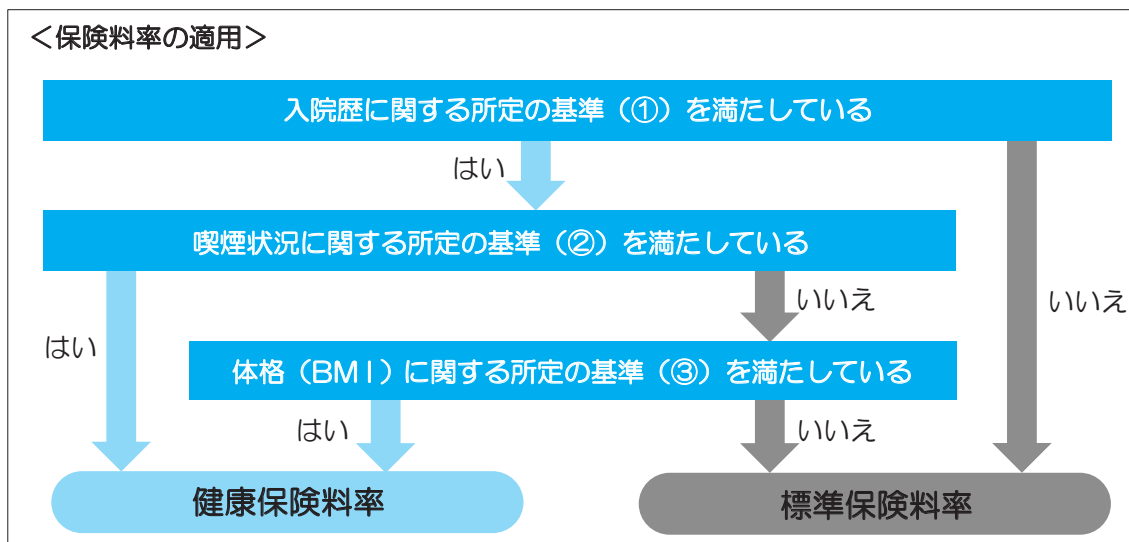 ＜保険料率の適用＞
入院歴に関する所定の基準（①）を満たしている
はい
喫煙状況に関する所定の基準（②）を満たしている
いいえ
いいえ
はい
体格（BMI）に関する所定の基準（③）を満たしている
はい
いいえ
健康保険料率
標準保険料率